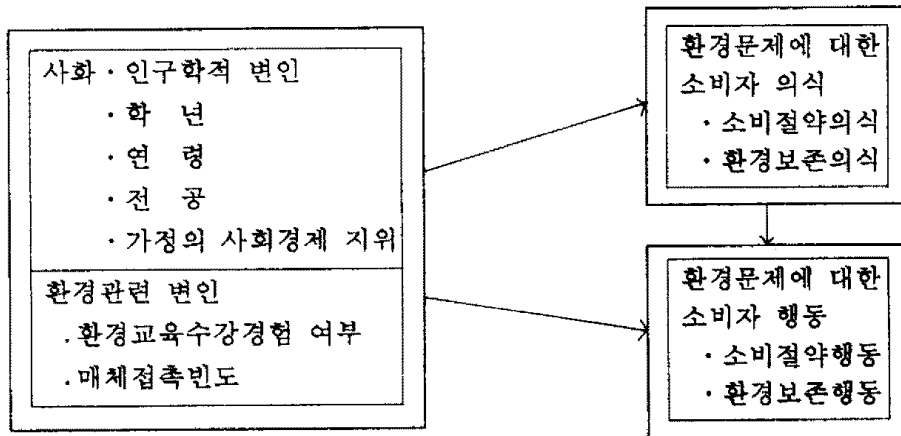 사화·인구학적 변인
·학 년
·연 령
·전 공
·가정의 사회경제 지위
환경관련 변인
.환경교육수강경험 여부
.매체접촉빈도
환경문제에 대한
소비자 의식
·소비절약의식
·환경보존의식
환경문제에 대한
소비자 행동
·소비절약행동
·환경보존행동